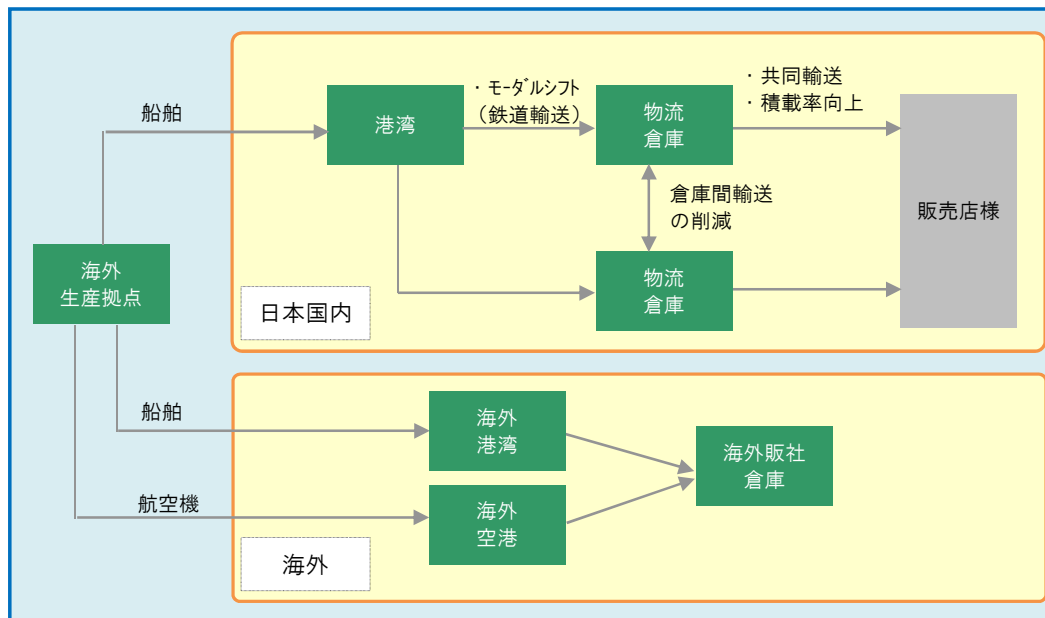 船舶
港湾
・モーダルシフト
（鉄道輸送）
物流
倉庫
・共同輸送
・積載率向上
販売店様
倉庫間輸送
の削減
海外
生産拠点
物流
倉庫
日本国内
船舶
海外
港湾
海外販社
倉庫
航空機
海外
空港
海外